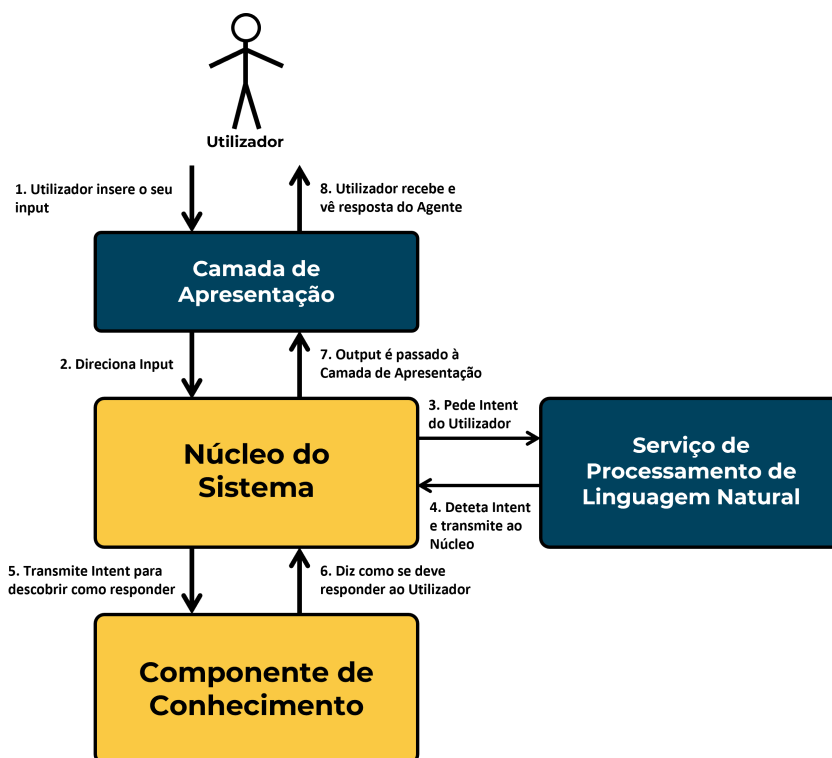 Utilizador
1. Utilizador insere o seu
input
8. Utilizador recebe e
vê resposta do Agente
Camada de
Apresentação
2. Direciona Input
7. Output é passado à
Camada de Apresentação
3. Pede Intent
do Utilizador
Núcleo do
Sistema
Serviço de
Processamento de
Linguagem Natural
4. Deteta Intent
e transmite ao
Núcleo
5. Transmite Intent para
descobrir como responder
6. Diz como se deve
responder ao Utilizador
Componente de
Conhecimento